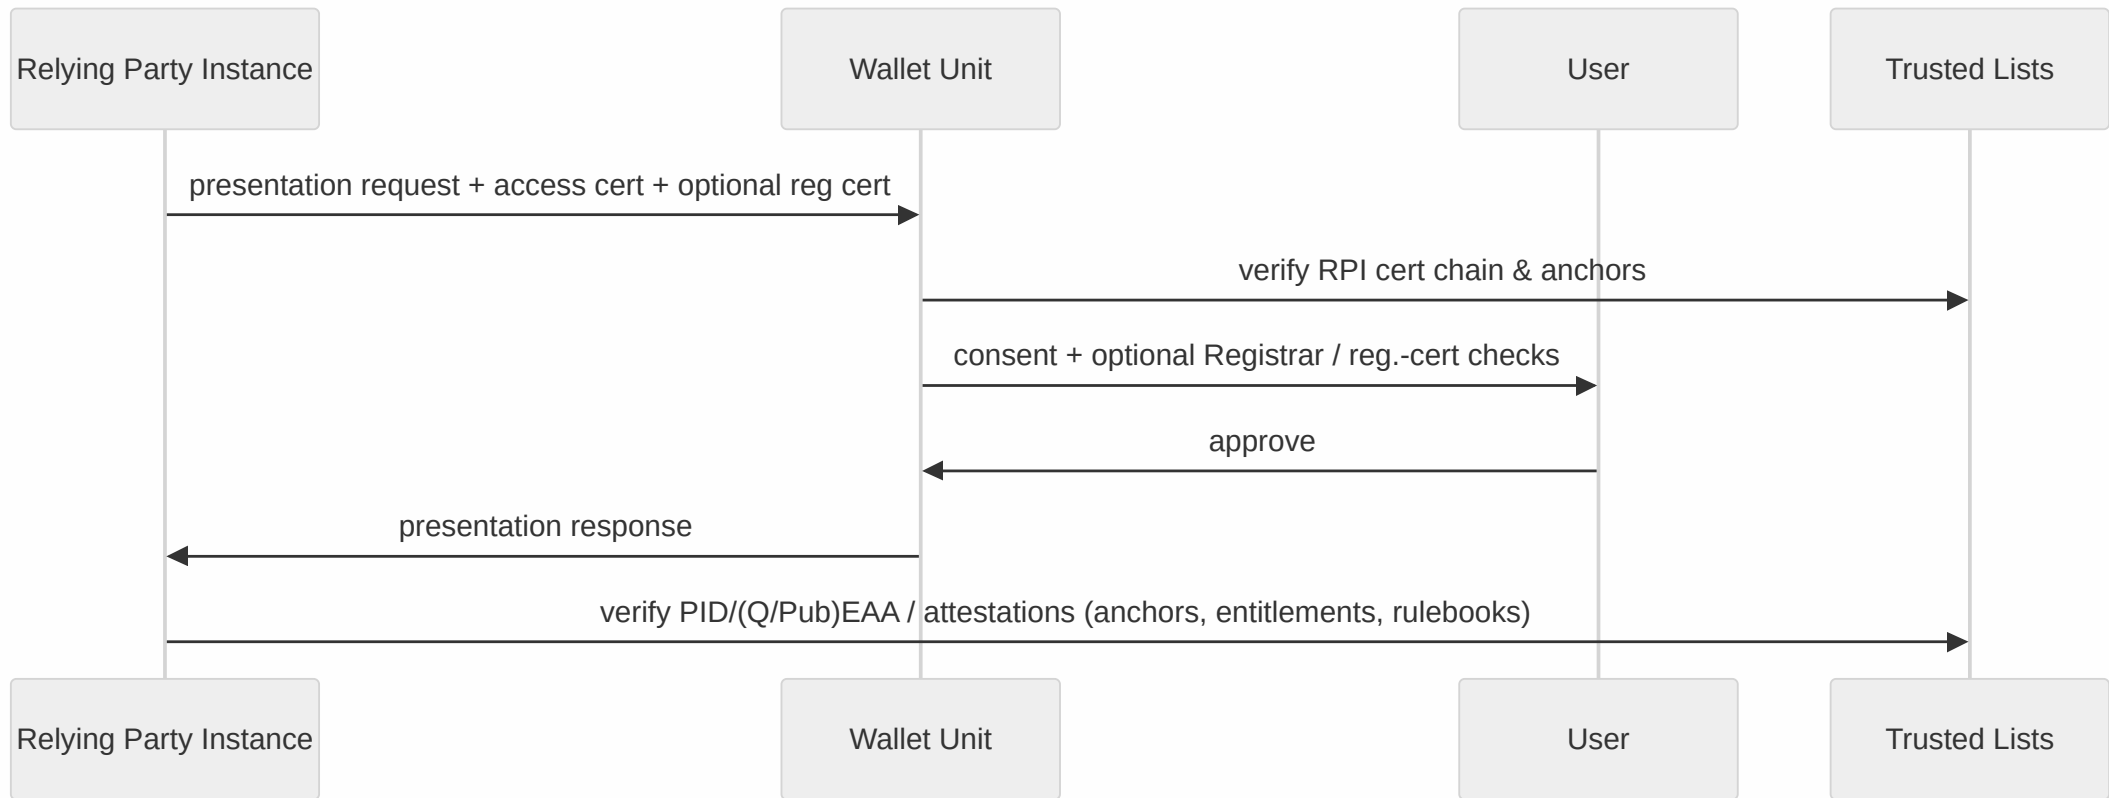 Relying Party Instance
Wallet Unit
User
Trusted Lists
presentation request + access cert + optional reg cert
verify RPI cert chain & anchors
consent + optional Registrar / reg.-cert checks
approve
presentation response
verify PID/(Q/Pub)EAA / attestations (anchors, entitlements, rulebooks)
Relying Party Instance
Wallet Unit
User
Trusted Lists